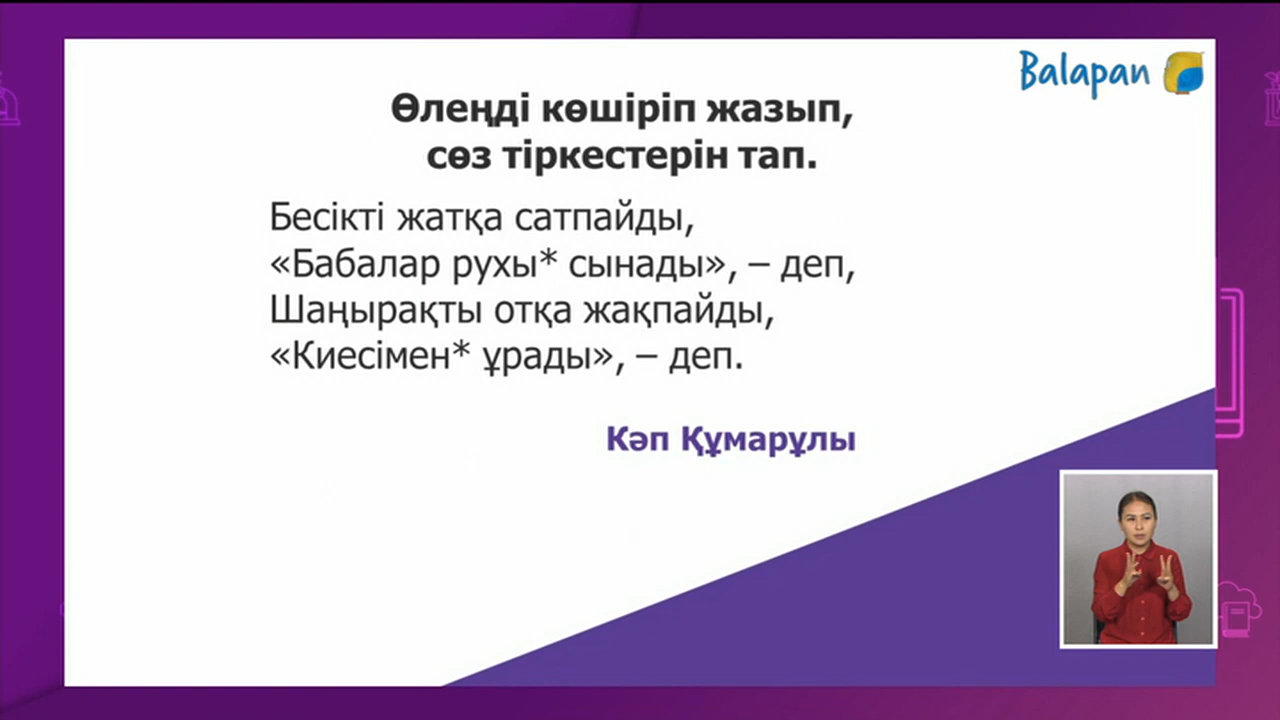 Balapan
Өлеңді көшіріп жазып,
сөз тіркестерін тап.
Бесікті жатқа сатпайды,
«Бабалар рухы* сынады», – деп,
Шаңырақты отқа жақпайды,
«Киесімен* ұрады», – деп.
Кәп Құмарұлы